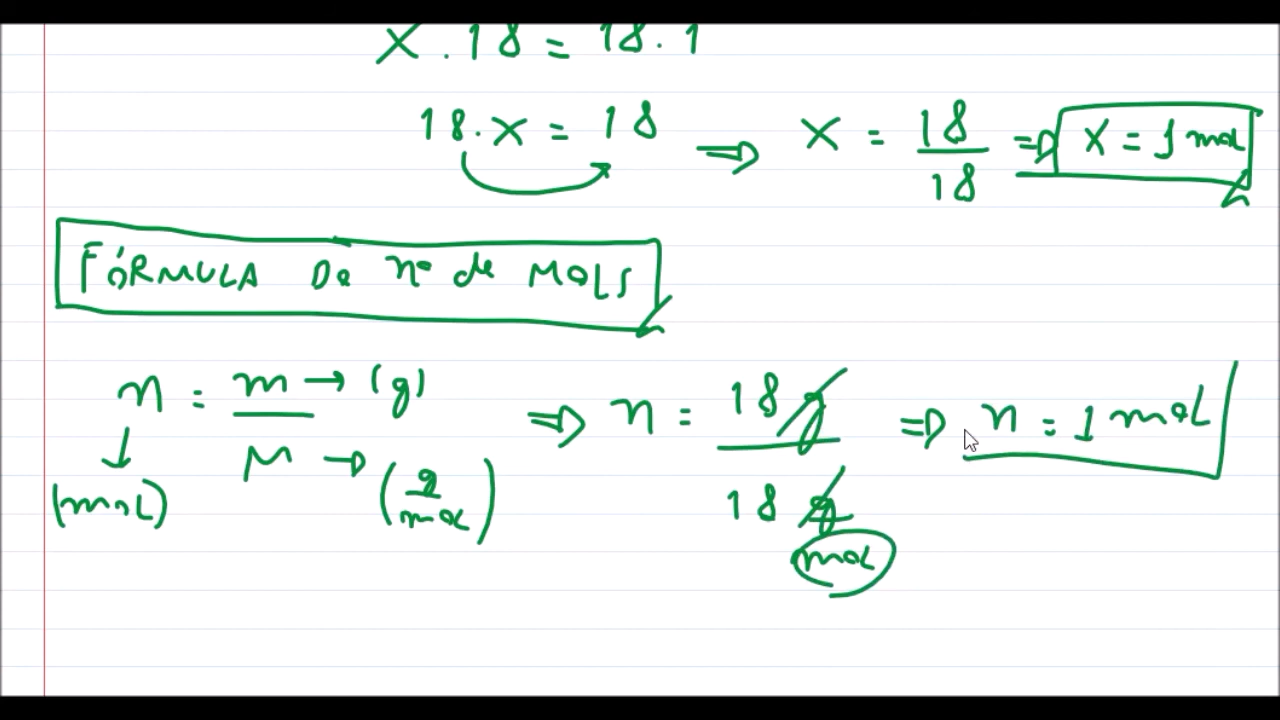 X . 18 = 18 . 1
18 . X = 18 ⇒ X = 18/18 ⇒ X = 1 mol
FÓRMULA Do nº de MOLS
n = m/M ⇒ n = 18 g / 18 g/mol ⇒ n = 1 mol
m → (g)
M → (g/mol)
(mol)